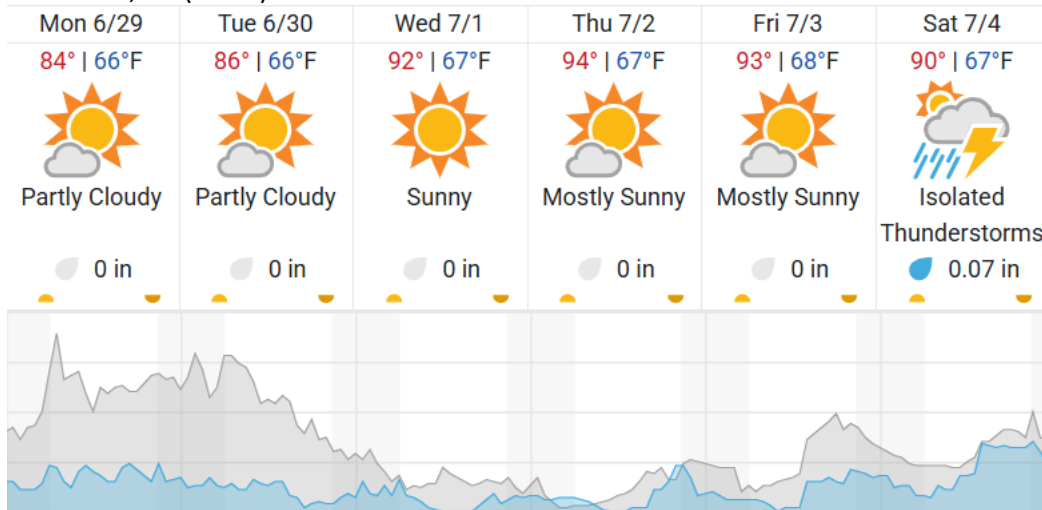 Mon 6/29 Tue 6/30 Wed 7/1 Thu 7/2 Fri 7/3 Sat 7/4
84° | 66°F 86° | 66°F 92° | 67°F 94° | 67°F 93° | 68°F 90° | 67°F
Partly Cloudy Partly Cloudy Sunny Mostly Sunny Mostly Sunny Isolated
Thunderstorms
0 in 0 in 0 in 0 in 0 in 0.07 in